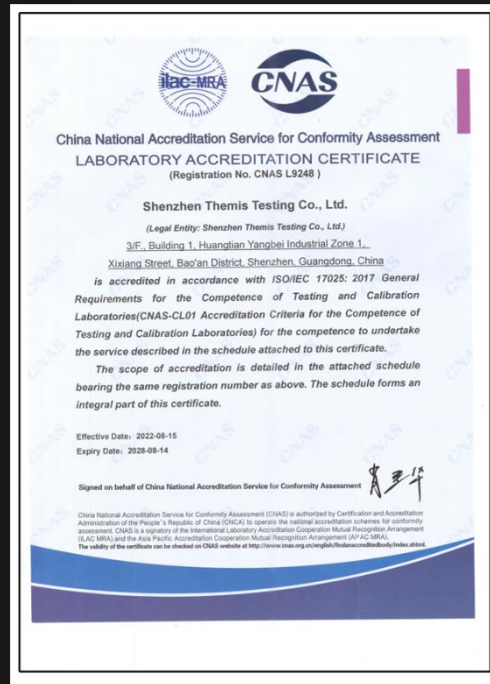 ilac-MRA
CNAS
China National Accreditation Service for Conformity Assessment
LABORATORY ACCREDITATION CERTIFICATE
(Registration No. CNAS L9248 )
Shenzhen Themis Testing Co., Ltd.
(Legal Entity: Shenzhen Themis Testing Co., Ltd.)
3/F., Building 1, Huangtian Yangbei Industrial Zone 1,
Xixiang Street, Bao'an District, Shenzhen, Guangdong, China
is accredited in accordance with ISO/IEC 17025: 2017 General
Requirements for the Competence of Testing and Calibration
Laboratories(CNAS-CL01 Accreditation Criteria for the Competence of
Testing and Calibration Laboratories) for the competence to undertake
the service described in the schedule attached to this certificate.
The scope of accreditation is detailed in the attached schedule
bearing the same registration number as above. The schedule forms an
integral part of this certificate.
Effective Date: 2022-08-15
Expiry Date: 2028-08-14
Signed on behalf of China National Accreditation Service for Conformity Assessment
China National Accreditation Service for Conformity Assessment (CNAS) is authorized by Certification and Accreditation
Administration of the People's Republic of China (CNCA) to operate the national accreditation schemes for conformity
assessment. CNAS is a signatory of the International Laboratory Accreditation Cooperation Mutual Recognition Arrangement
(ILAC MRA) and the Asia Pacific Accreditation Cooperation Mutual Recognition Arrangement (APAC MRA).
The validity of the certificate can be checked on CNAS website at http://www.cnas.org.cn/english/findanaccreditedbody/index.shtml.